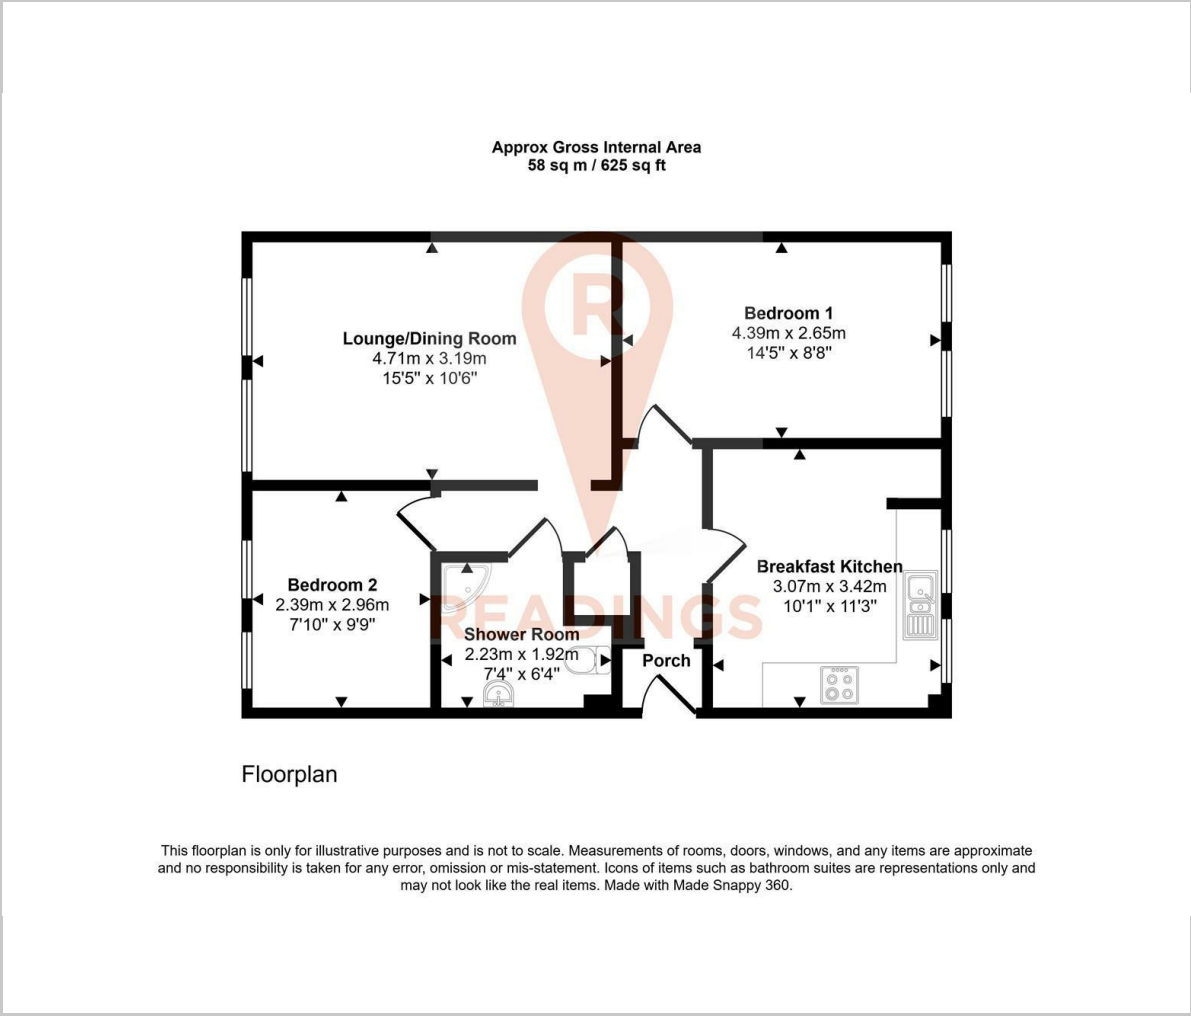 Approx Gross Internal Area
58 sq m / 625 sq ft
R
Lounge/Dining Room
4.71m x 3.19m
15'5" x 10'6"
Bedroom 1
4.39m x 2.65m
14'5" x 8'8"
Bedroom 2
2.39m x 2.96m
7'10" x 9'9"
Breakfast Kitchen
3.07m x 3.42m
10'1" x 11'3"
READINGS
Shower Room
2.23m x 1.92m
7'4" x 6'4"
Porch
Floorplan
This floorplan is only for illustrative purposes and is not to scale. Measurements of rooms, doors, windows, and any items are approximate
and no responsibility is taken for any error, omission or mis-statement. Icons of items such as bathroom suites are representations only and
may not look like the real items. Made with Made Snappy 360.